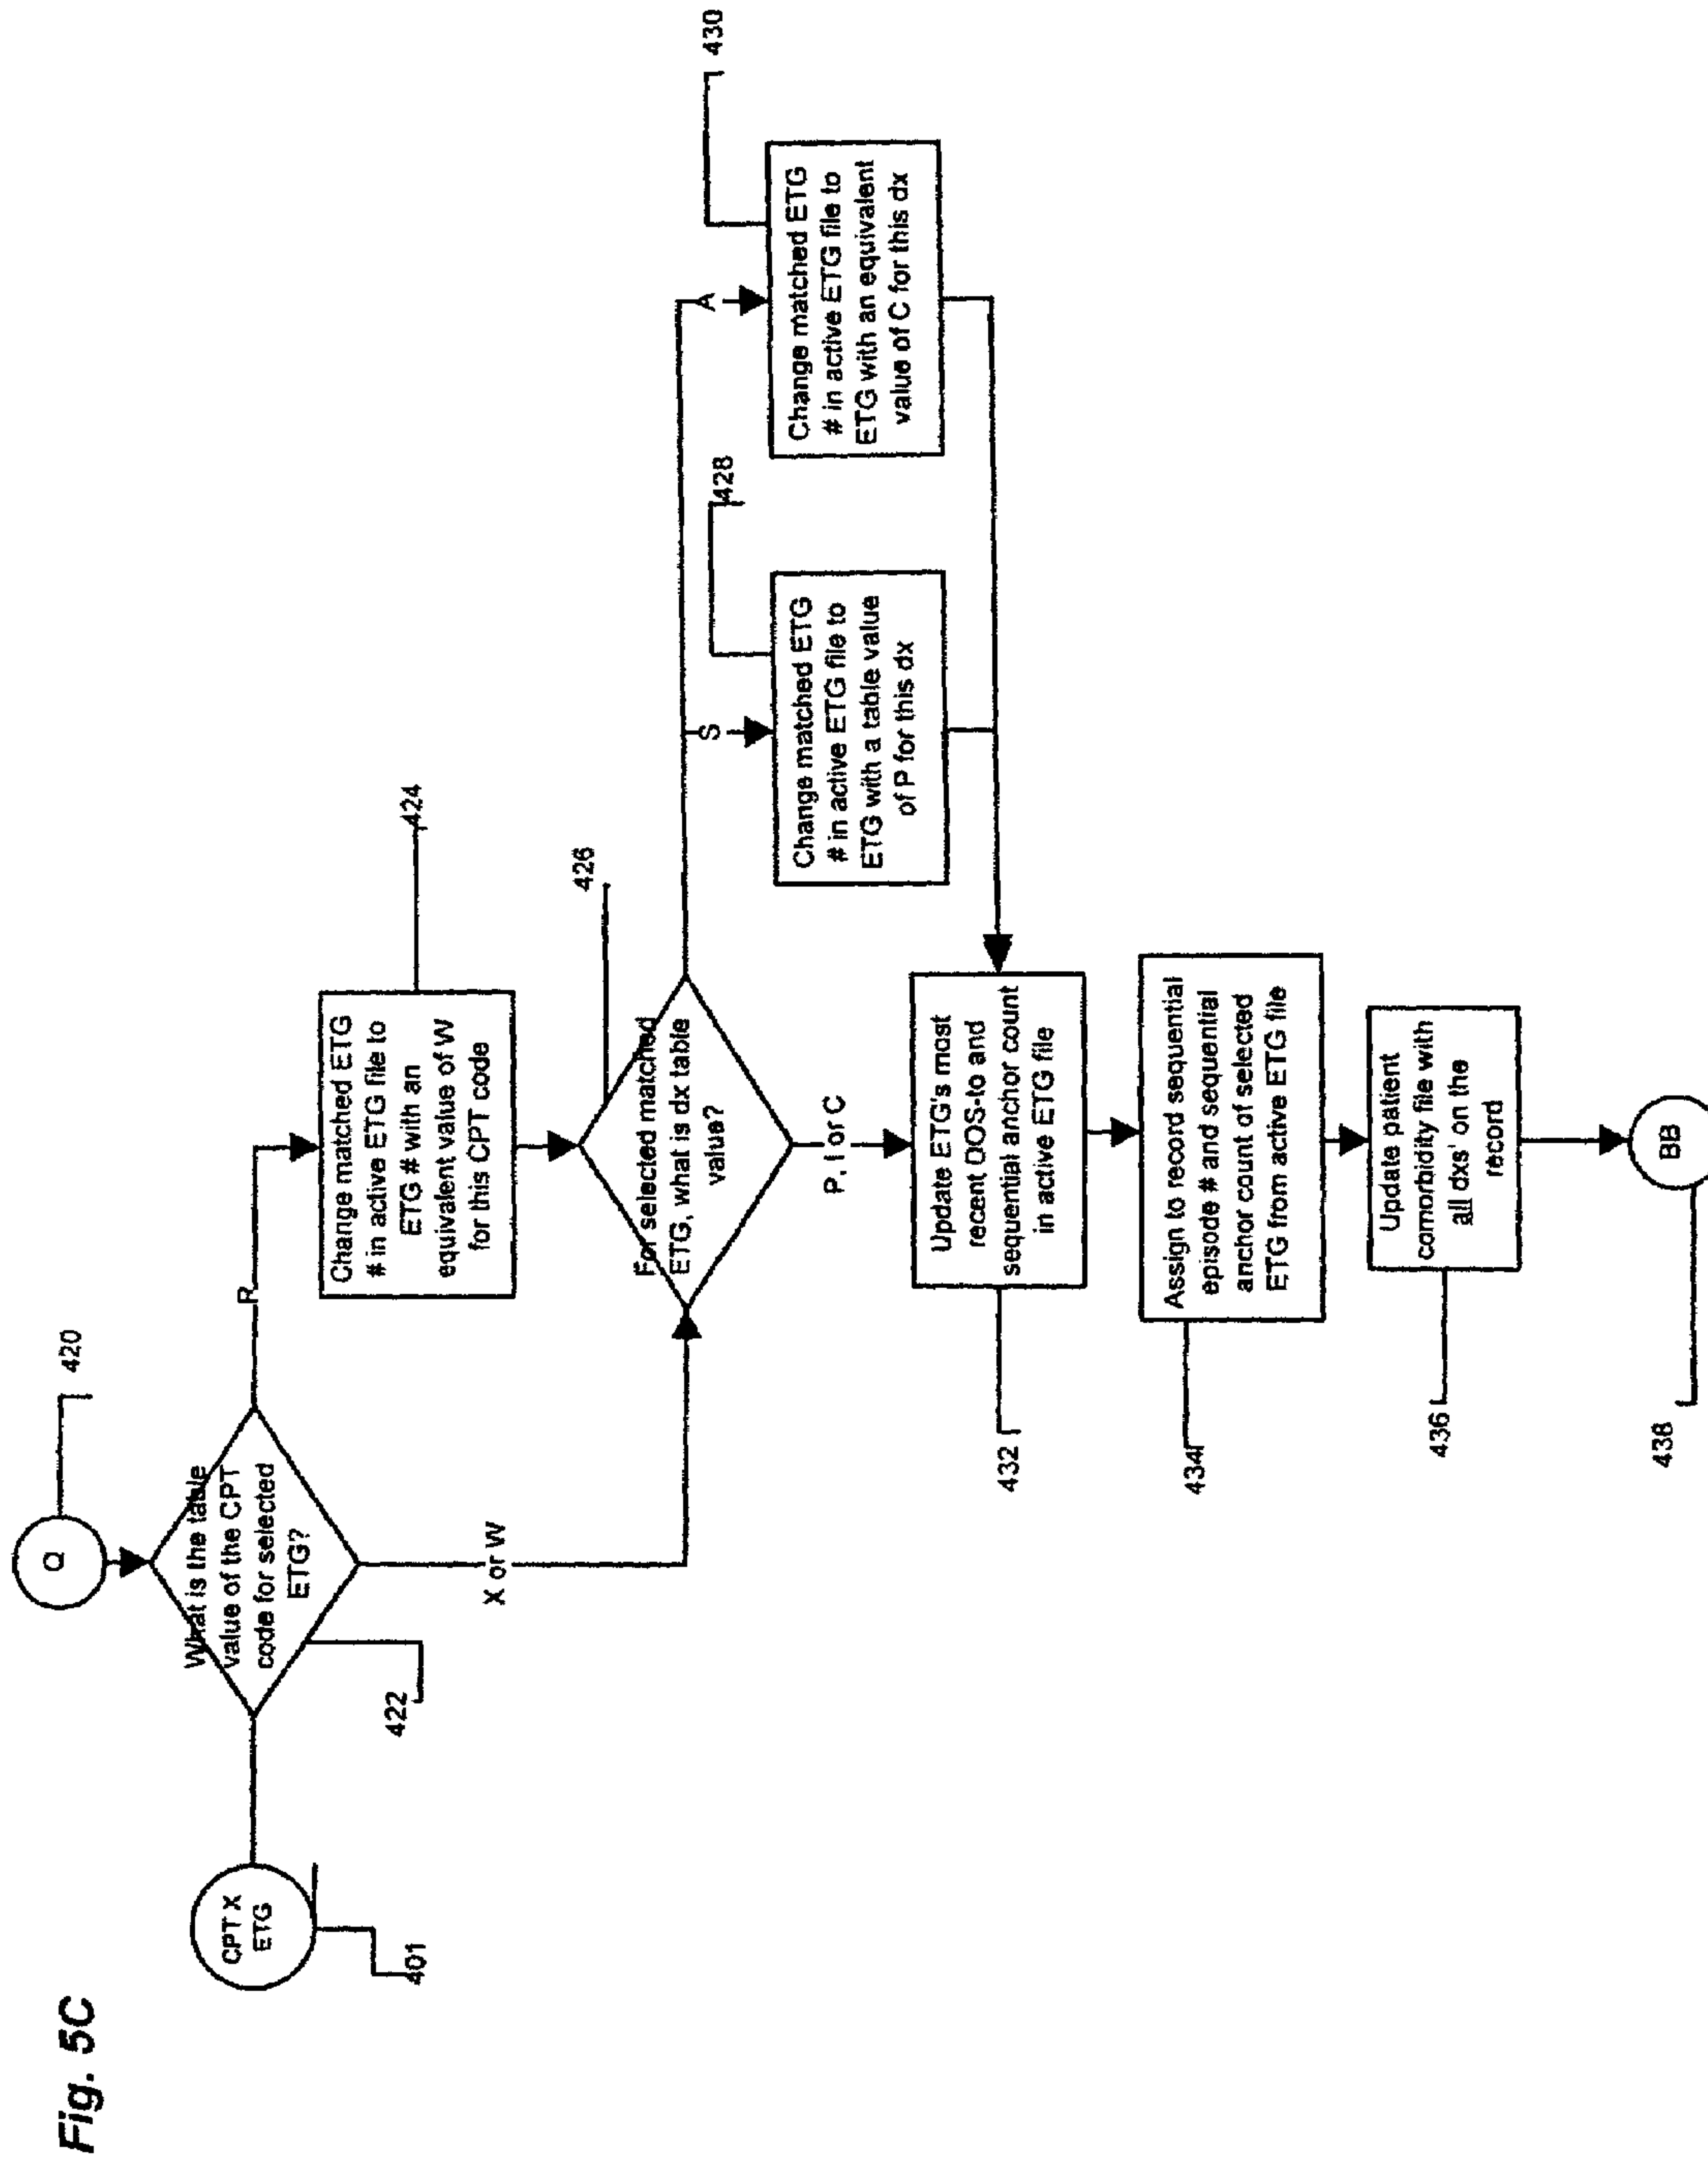 Fig. 5C
Q
420
CPT X
ETG
401
What is the table
value of the CPT
code for selected
ETG?
422
R
X or W
Change matched ETG
# in active ETG file to
ETG # with an
equivalent value of W
for this CPT code
424
For selected matched
ETG, what is dx table
value?
426
S
A
Change matched ETG
# in active ETG file to
ETG with a table value
of P for this dx
428
Change matched ETG
# in active ETG file to
ETG with an equivalent
value of C for this dx
430
P, I or C
Update ETG's most
recent DOS-to and
sequential anchor count
in active ETG file
432
Assign to record sequential
episode # and sequential
anchor count of selected
ETG from active ETG file
434
Update patient
comorbidity file with
all dxs' on the
record
436
BB
438